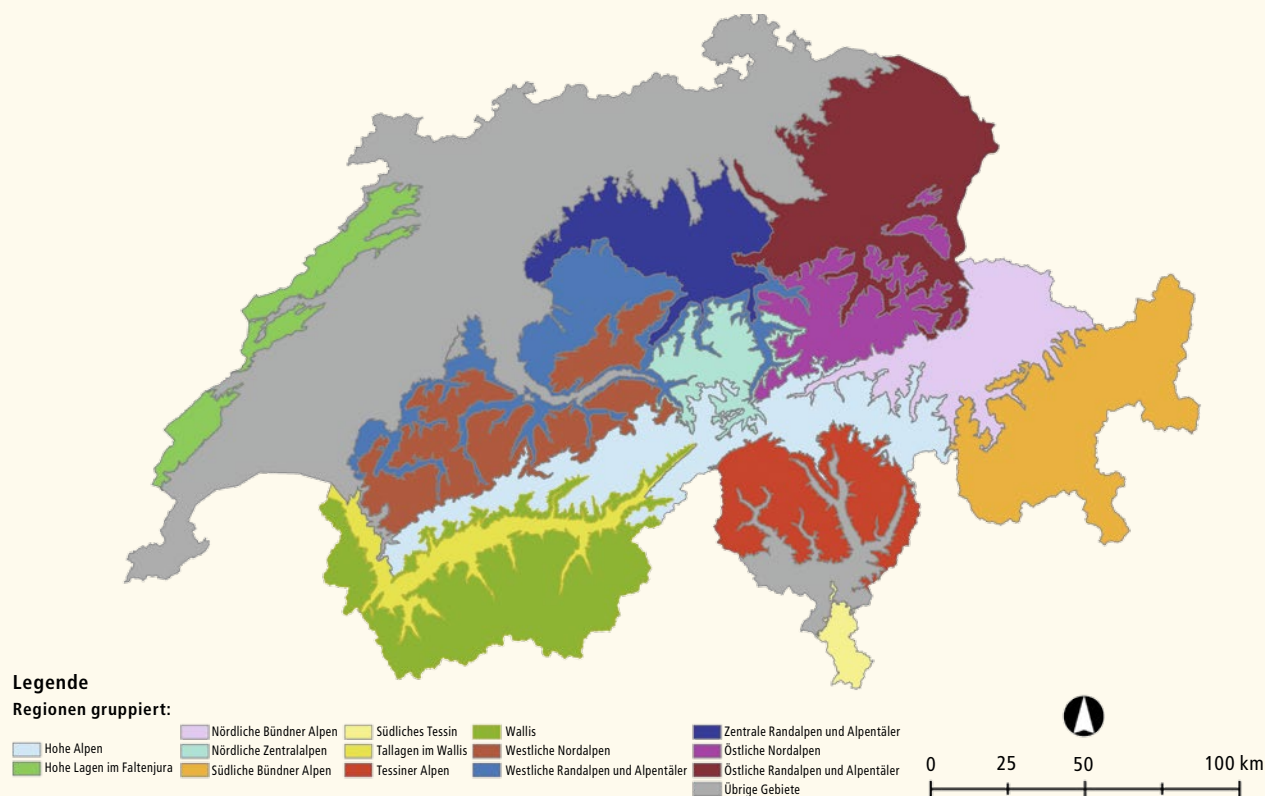 Legende
Regionen gruppiert:
Hohe Alpen
Hohe Lagen im Faltenjura
Nördliche Bündner Alpen
Nördliche Zentralalpen
Südliche Bündner Alpen
Südliches Tessin
Tallagen im Wallis
Tessiner Alpen
Wallis
Westliche Nordalpen
Westliche Randalpen und Alpentäler
Zentrale Randalpen und Alpentäler
Östliche Nordalpen
Östliche Randalpen und Alpentäler
Übrige Gebiete
0 25 50 100 km